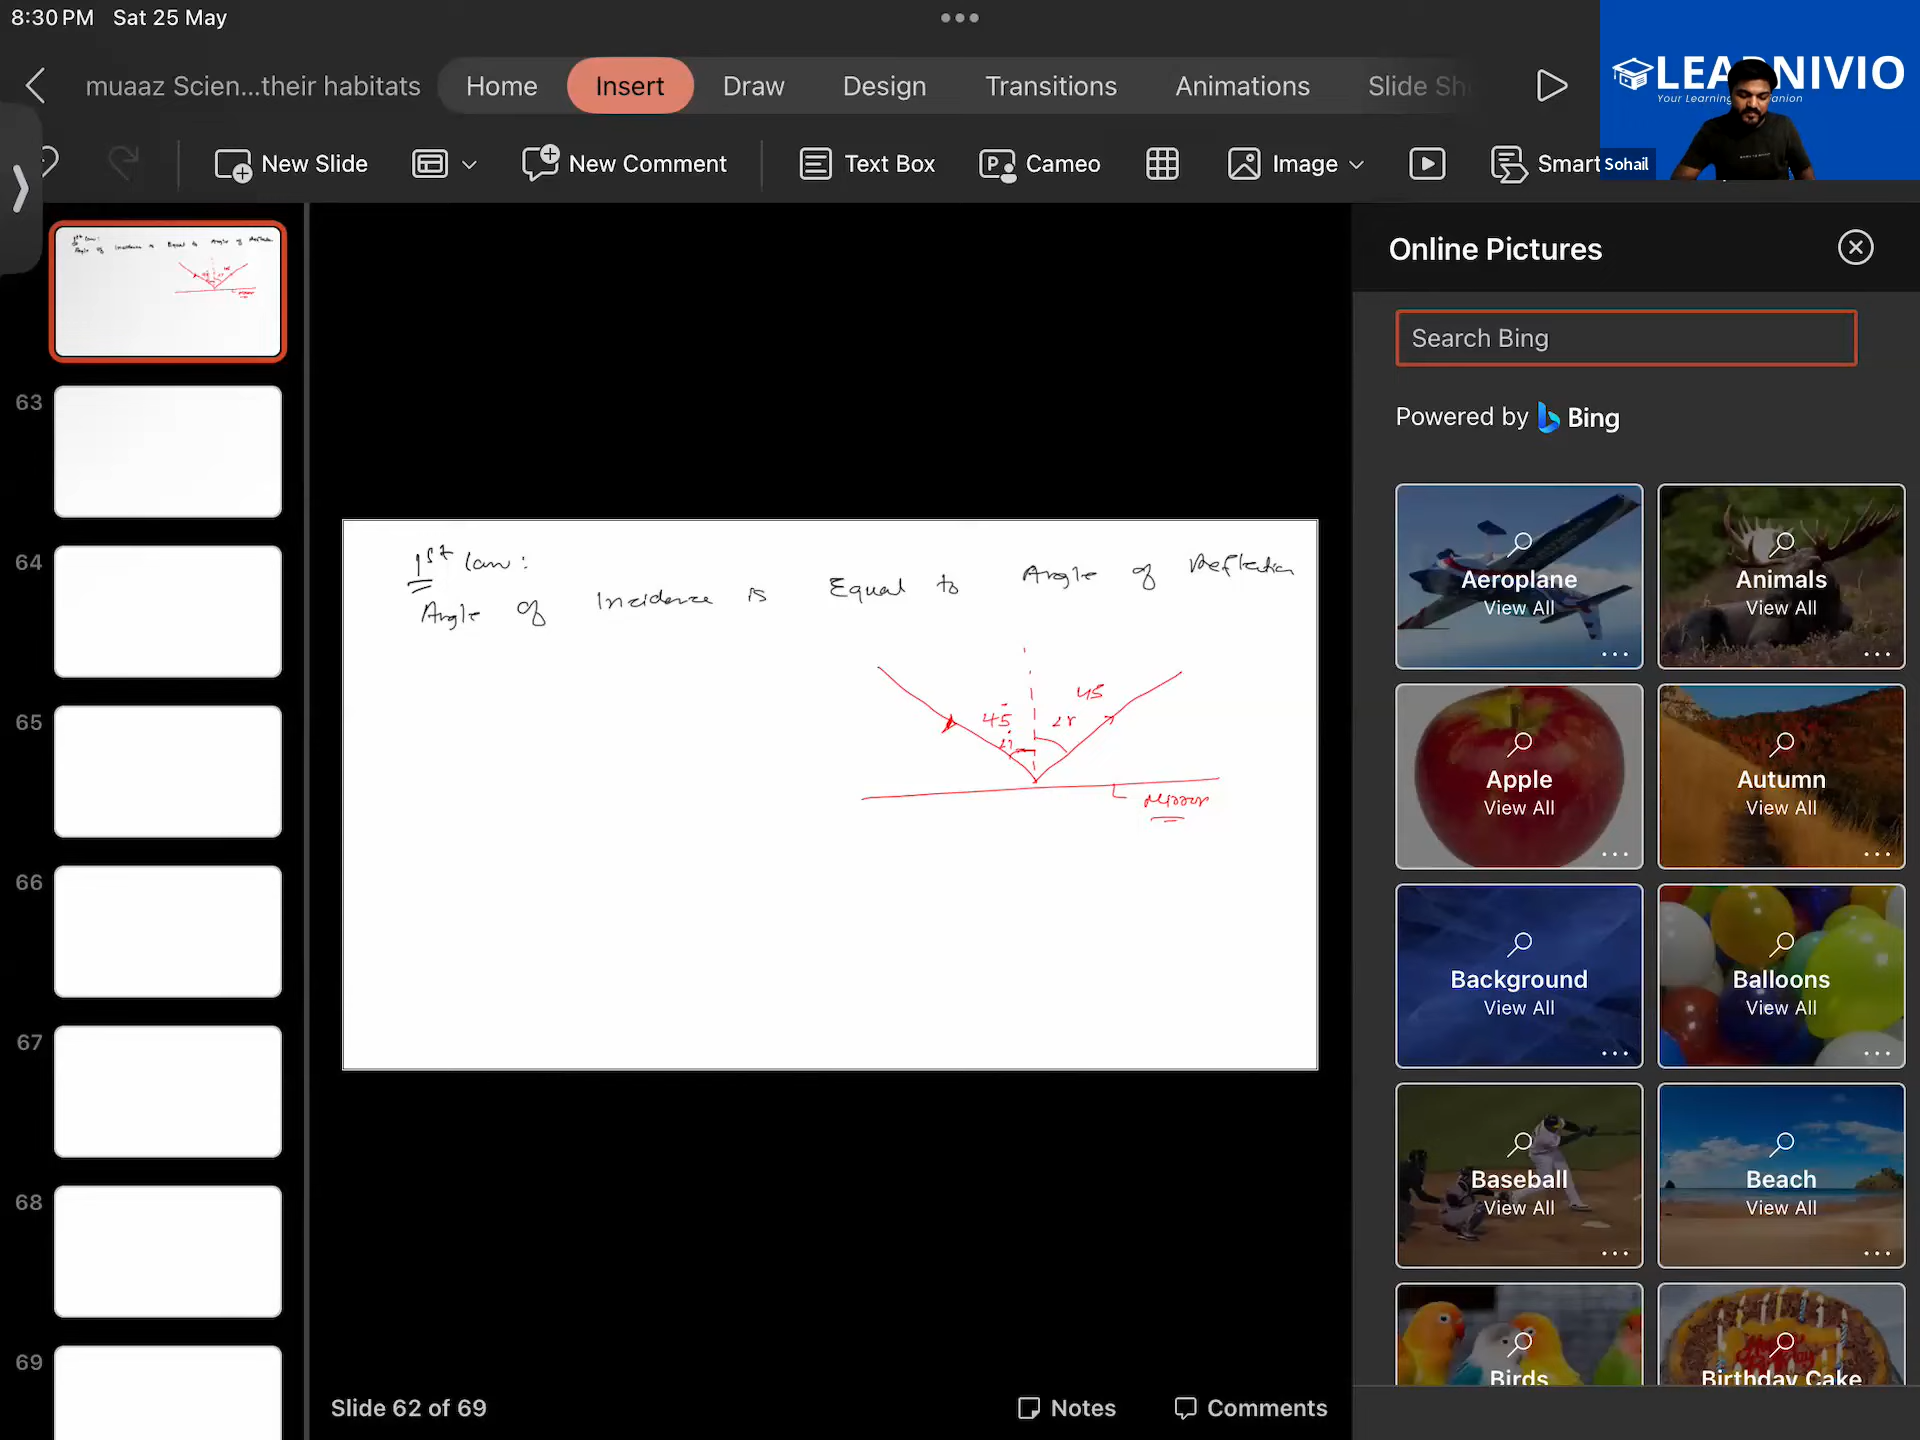 8:30 PM Sat 25 May
muaaz Scien...their habitats Home Insert Draw Design Transitions Animations Slide Sh
LEARNIVIO
Your Learning
New Slide New Comment Text Box Cameo Image Smart
Sohail
Online Pictures
Search Bing
Powered by Bing
Aeroplane
View All
Animals
View All
Apple
View All
Autumn
View All
Background
View All
Balloons
View All
Baseball
View All
Beach
View All
Birds
Birthday Cake
63
64
65
66
67
68
69
1st law:
Angle of Incidence is Equal to Angle of Reflection
45
45
∠i
∠r
Mirror
Slide 62 of 69
Notes
Comments